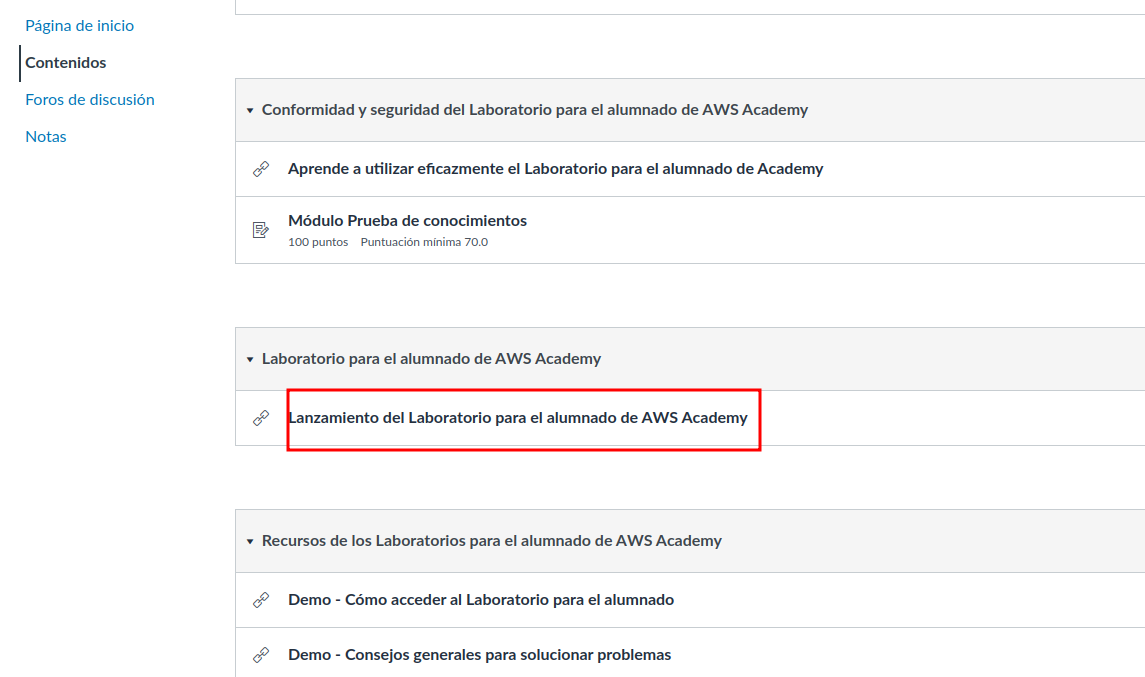 Página de inicio
Contenidos
Foros de discusión
Notas
Conformidad y seguridad del Laboratorio para el alumnado de AWS Academy
Aprende a utilizar eficazmente el Laboratorio para el alumnado de Academy
Módulo Prueba de conocimientos
100 puntos Puntuación mínima 70.0
Laboratorio para el alumnado de AWS Academy
Lanzamiento del Laboratorio para el alumnado de AWS Academy
Recursos de los Laboratorios para el alumnado de AWS Academy
Demo - Cómo acceder al Laboratorio para el alumnado
Demo - Consejos generales para solucionar problemas